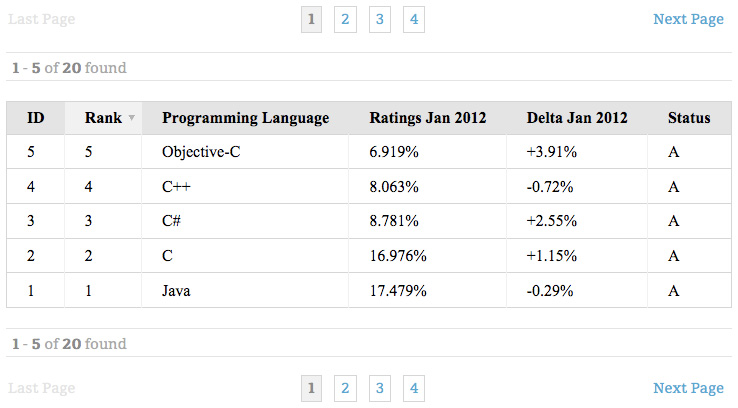 Last Page 1 2 3 4 Next Page
1 - 5 of 20 found
ID Rank Programming Language Ratings Jan 2012 Delta Jan 2012 Status
5 5 Objective-C 6.919% +3.91% A
4 4 C++ 8.063% -0.72% A
3 3 C# 8.781% +2.55% A
2 2 C 16.976% +1.15% A
1 1 Java 17.479% -0.29% A
1 - 5 of 20 found
Last Page 1 2 3 4 Next Page